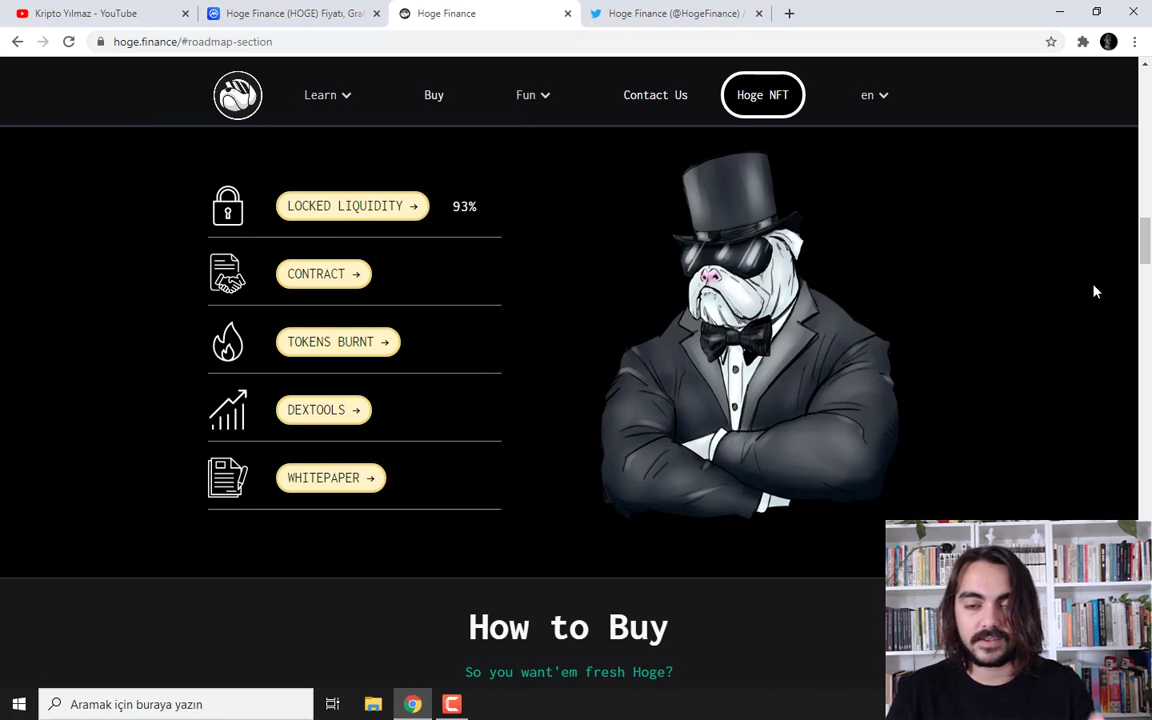 Kripto Yılmaz - YouTube
Hoge Finance (HOGE) Fiyatı, Gra
Hoge Finance
Hoge Finance (@HogeFinance) /
hoge.finance/#roadmap-section
Learn
Buy
Fun
Contact Us
Hoge NFT
en
LOCKED LIQUIDITY →
93%
CONTRACT →
TOKENS BURNT →
DEXTOOLS →
WHITEPAPER →
How to Buy
So you want'em fresh Hoge?
Aramak için buraya yazın